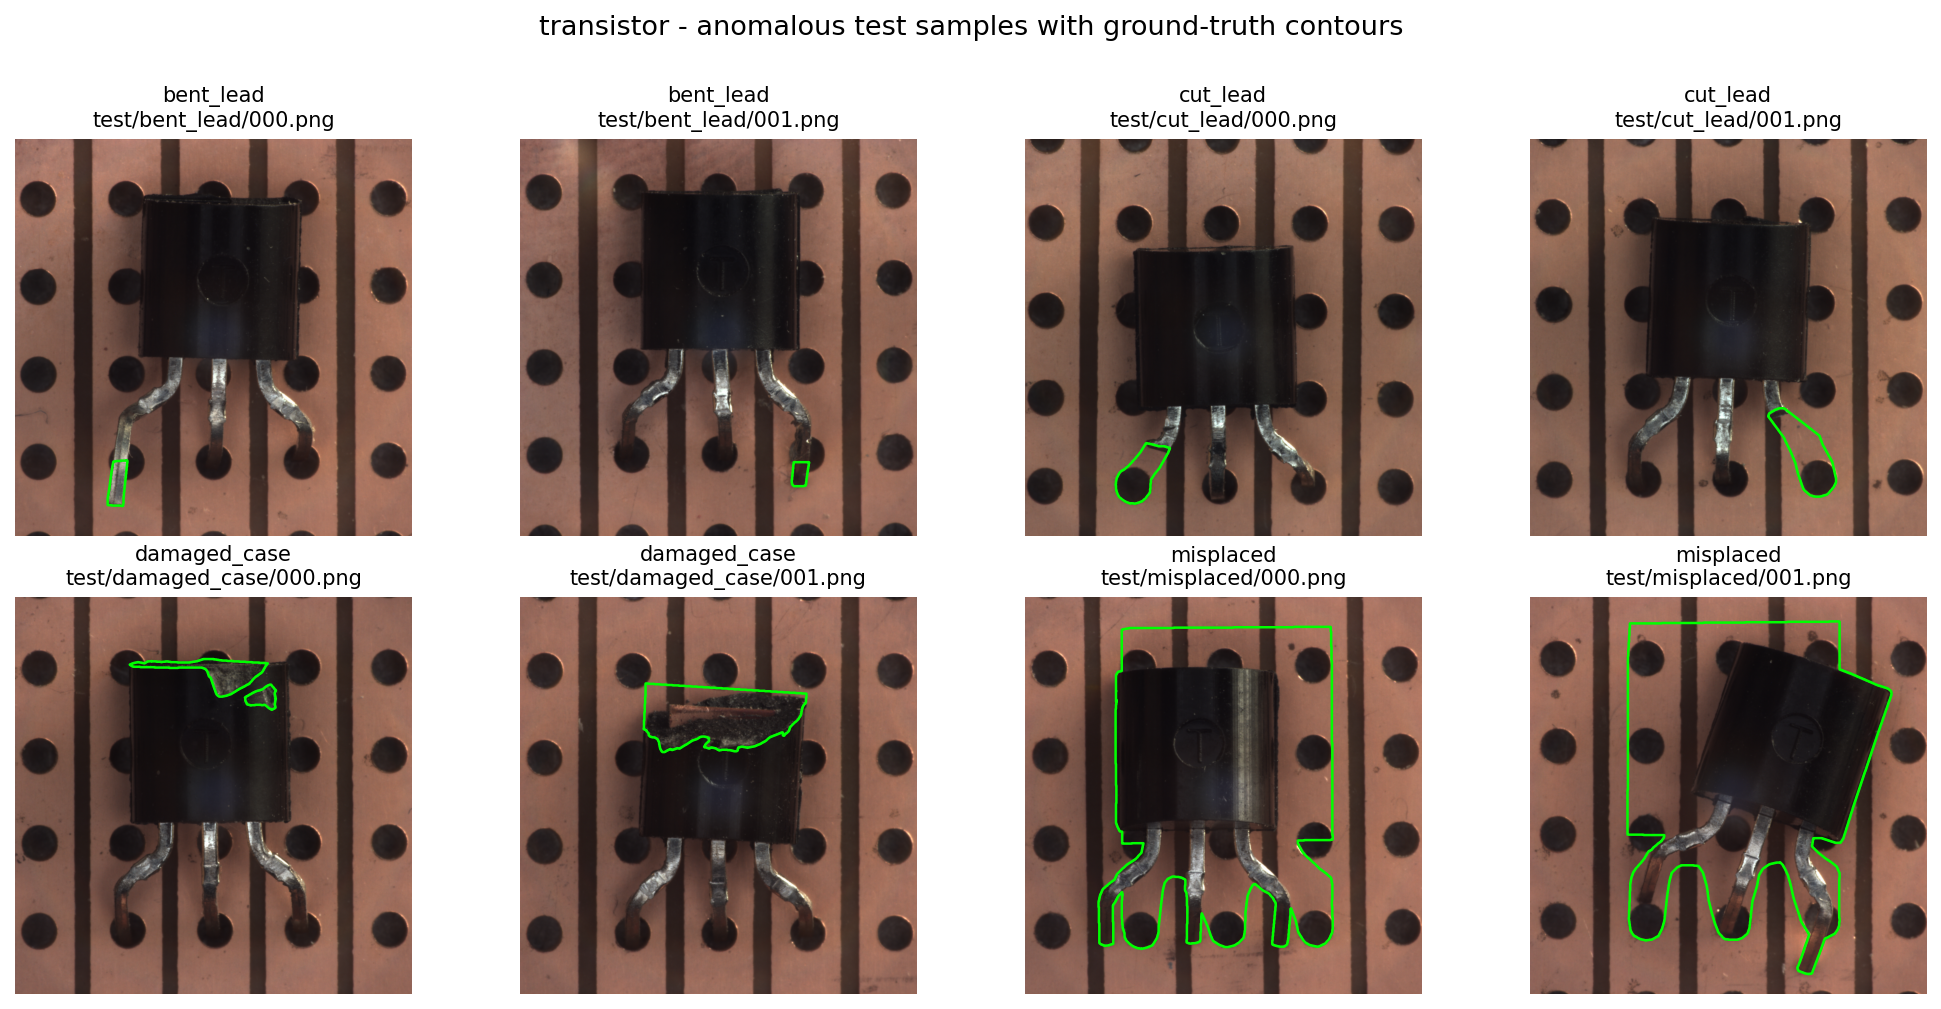 transistor - anomalous test samples with ground-truth contours
bent_lead
test/bent_lead/000.png
bent_lead
test/bent_lead/001.png
cut_lead
test/cut_lead/000.png
cut_lead
test/cut_lead/001.png
T
T
damaged_case
test/damaged_case/000.png
damaged_case
test/damaged_case/001.png
misplaced
test/misplaced/000.png
misplaced
test/misplaced/001.png
T
T
T